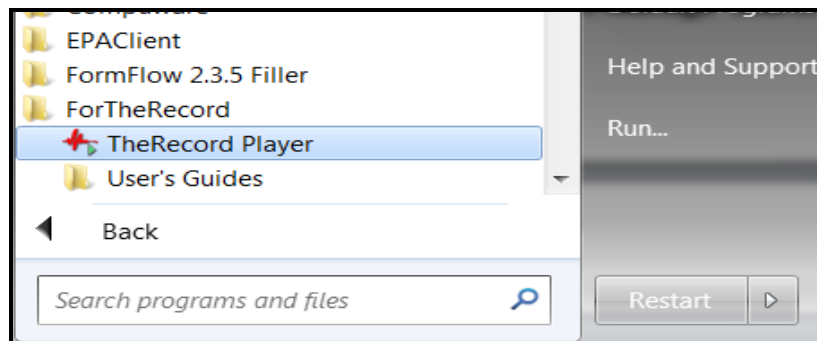 EPAClient
FormFlow 2.3.5 Filler
ForTheRecord
TheRecord Player
User's Guides
Back
Search programs and files
Help and Support
Run...
Restart